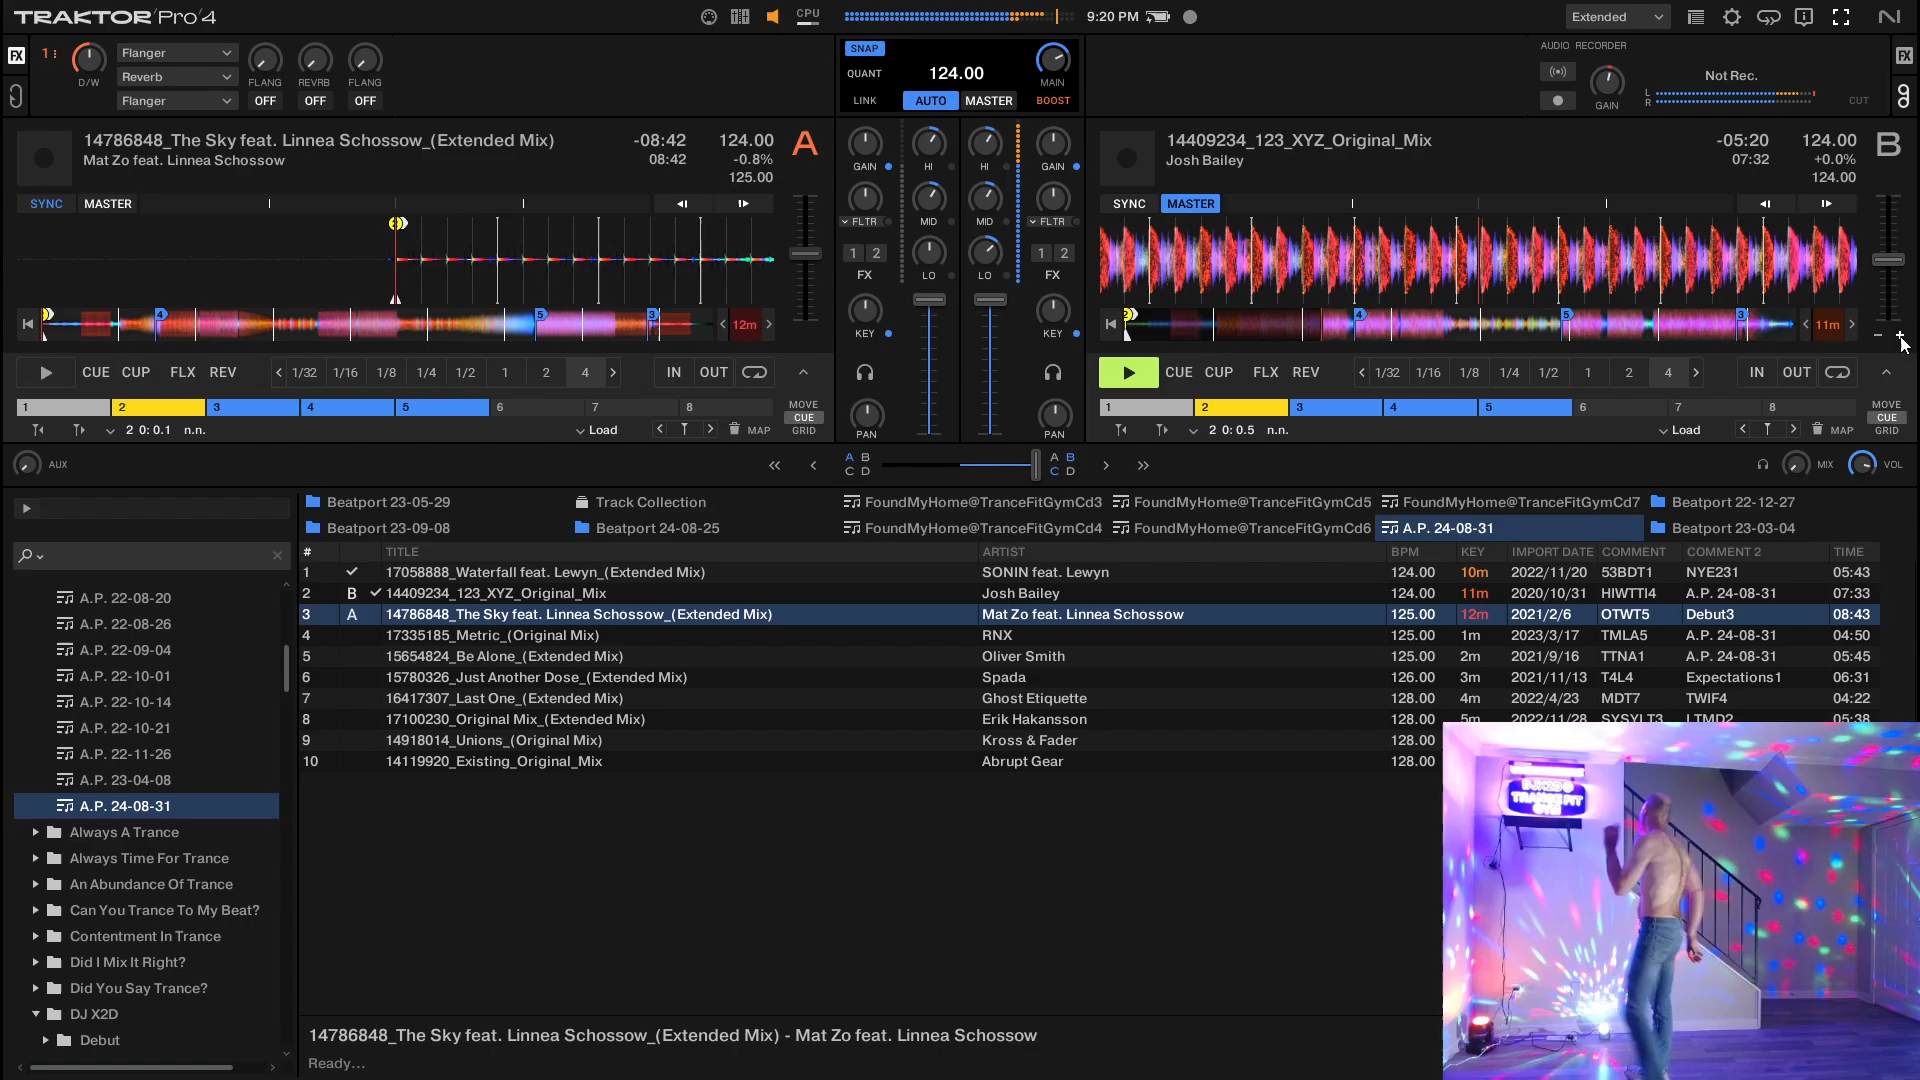 TRAKTOR Pro 4
CPU
9:20 PM
Extended
FX
1
D/W
Flanger
Reverb
Flanger
FLANG
REVRB
FLANG
OFF
OFF
OFF
SNAP
QUANT
124.00
MAIN
LINK
AUTO
MASTER
BOOST
AUDIO RECORDER
GAIN
Not Rec.
L
R
CUT
FX
14786848_The Sky feat. Linnea Schossow_(Extended Mix)
-08:42
124.00
A
Mat Zo feat. Linnea Schossow
08:42
-0.8%
125.00
SYNC
MASTER
4
5
3
12m
CUE
CUP
FLX
REV
1/32
1/16
1/8
1/4
1/2
1
2
4
IN
OUT
1
2
3
4
5
6
7
8
MOVE
CUE
GRID
2 0: 0.1
n.n.
Load
MAP
GAIN
HI
HI
GAIN
FLTR
MID
MID
FLTR
1 2
1 2
FX
LO
LO
FX
KEY
KEY
PAN
PAN
14409234_123_XYZ_Original_Mix
-05:20
124.00
B
Josh Bailey
07:32
+0.0%
124.00
SYNC
MASTER
4
5
3
11m
CUE
CUP
FLX
REV
1/32
1/16
1/8
1/4
1/2
1
2
4
IN
OUT
1
2
3
4
5
6
7
8
MOVE
CUE
GRID
2 0: 0.5
n.n.
Load
MAP
AUX
A B
C D
A B
C D
MIX
VOL
Beatport 23-05-29
Track Collection
FoundMyHome@TranceFitGymCd3
FoundMyHome@TranceFitGymCd5
FoundMyHome@TranceFitGymCd7
Beatport 22-12-27
Beatport 23-09-08
Beatport 24-08-25
FoundMyHome@TranceFitGymCd4
FoundMyHome@TranceFitGymCd6
A.P. 24-08-31
Beatport 23-03-04
# TITLE ARTIST BPM KEY IMPORT DATE COMMENT COMMENT 2 TIME
1 17058888_Waterfall feat. Lewyn_(Extended Mix) SONIN feat. Lewyn 124.00 10m 2022/11/20 53BDT1 NYE231 05:43
2 B 14409234_123_XYZ_Original_Mix Josh Bailey 124.00 11m 2020/10/31 HIWTTI4 A.P. 24-08-31 07:33
3 A 14786848_The Sky feat. Linnea Schossow_(Extended Mix) Mat Zo feat. Linnea Schossow 125.00 12m 2021/2/6 OTWT5 Debut3 08:43
4 17335185_Metric_(Original Mix) RNX 125.00 1m 2023/3/17 TMLA5 A.P. 24-08-31 04:50
5 15654824_Be Alone_(Extended Mix) Oliver Smith 125.00 2m 2021/9/16 TTNA1 A.P. 24-08-31 05:45
6 15780326_Just Another Dose_(Extended Mix) Spada 126.00 3m 2021/11/13 T4L4 Expectations1 06:31
7 16417307_Last One_(Extended Mix) Ghost Etiquette 128.00 4m 2022/4/23 MDT7 TWIF4 04:22
8 17100230_Original Mix_(Extended Mix) Erik Hakansson 128.00 5m 2022/11/28 SYSYLT3 LTMD2 05:38
9 14918014_Unions_(Original Mix) Kross & Fader 128.00
10 14119920_Existing_Original_Mix Abrupt Gear 128.00
A.P. 22-08-20
A.P. 22-08-26
A.P. 22-09-04
A.P. 22-10-01
A.P. 22-10-14
A.P. 22-10-21
A.P. 22-11-26
A.P. 23-04-08
A.P. 24-08-31
Always A Trance
Always Time For Trance
An Abundance Of Trance
Can You Trance To My Beat?
Contentment In Trance
Did I Mix It Right?
Did You Say Trance?
DJ X2D
Debut
DJX2D @
TRANCE FIT
GYM
14786848_The Sky feat. Linnea Schossow_(Extended Mix) - Mat Zo feat. Linnea Schossow
Ready...